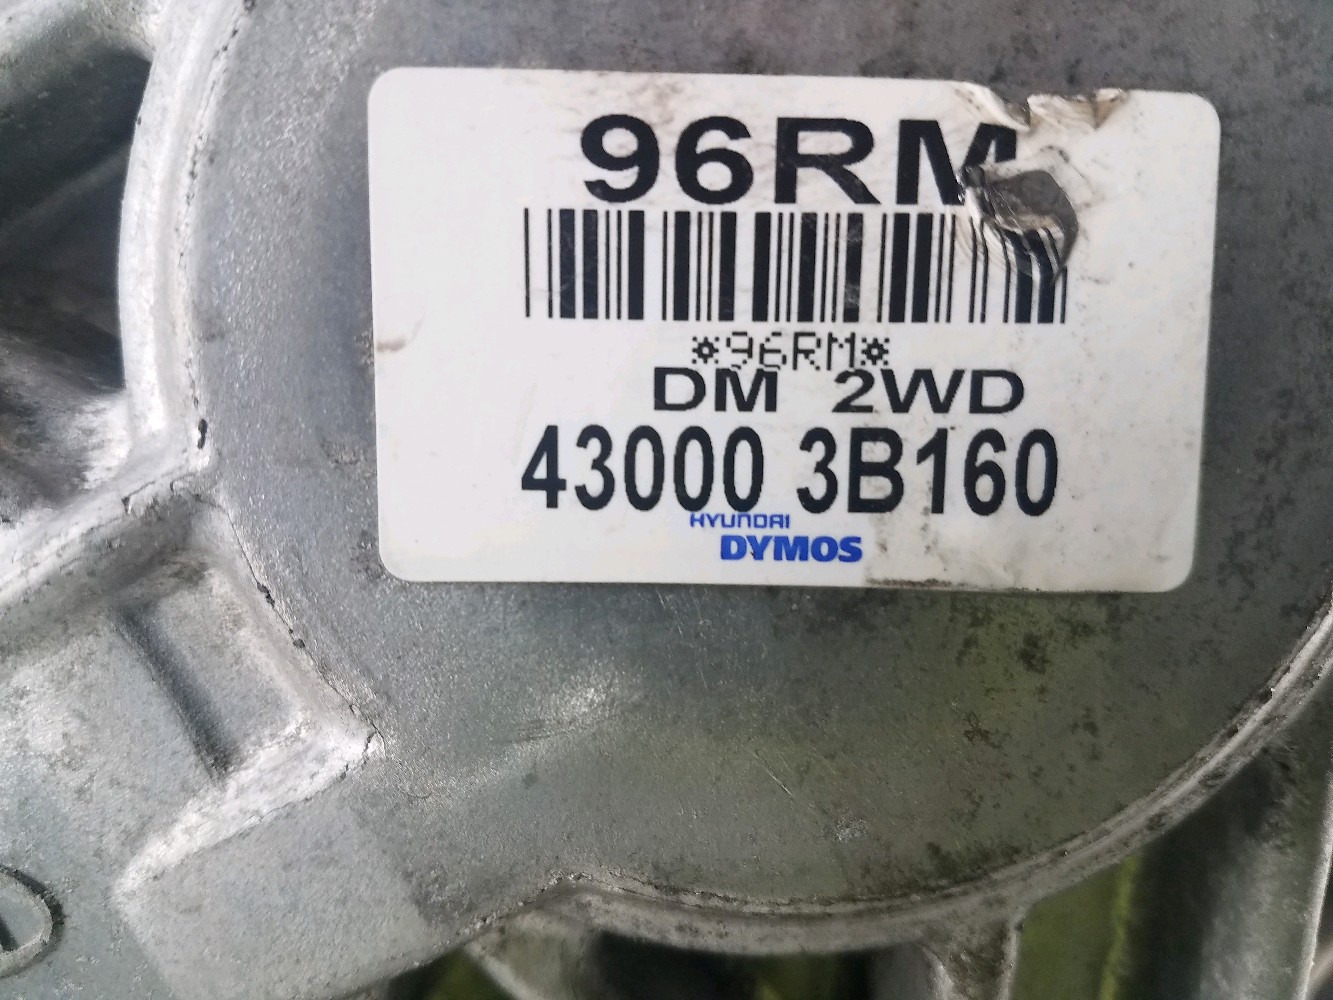 96RM
*96RM*
DM 2WD
43000 3B160
HYUNDAI
DYMOS